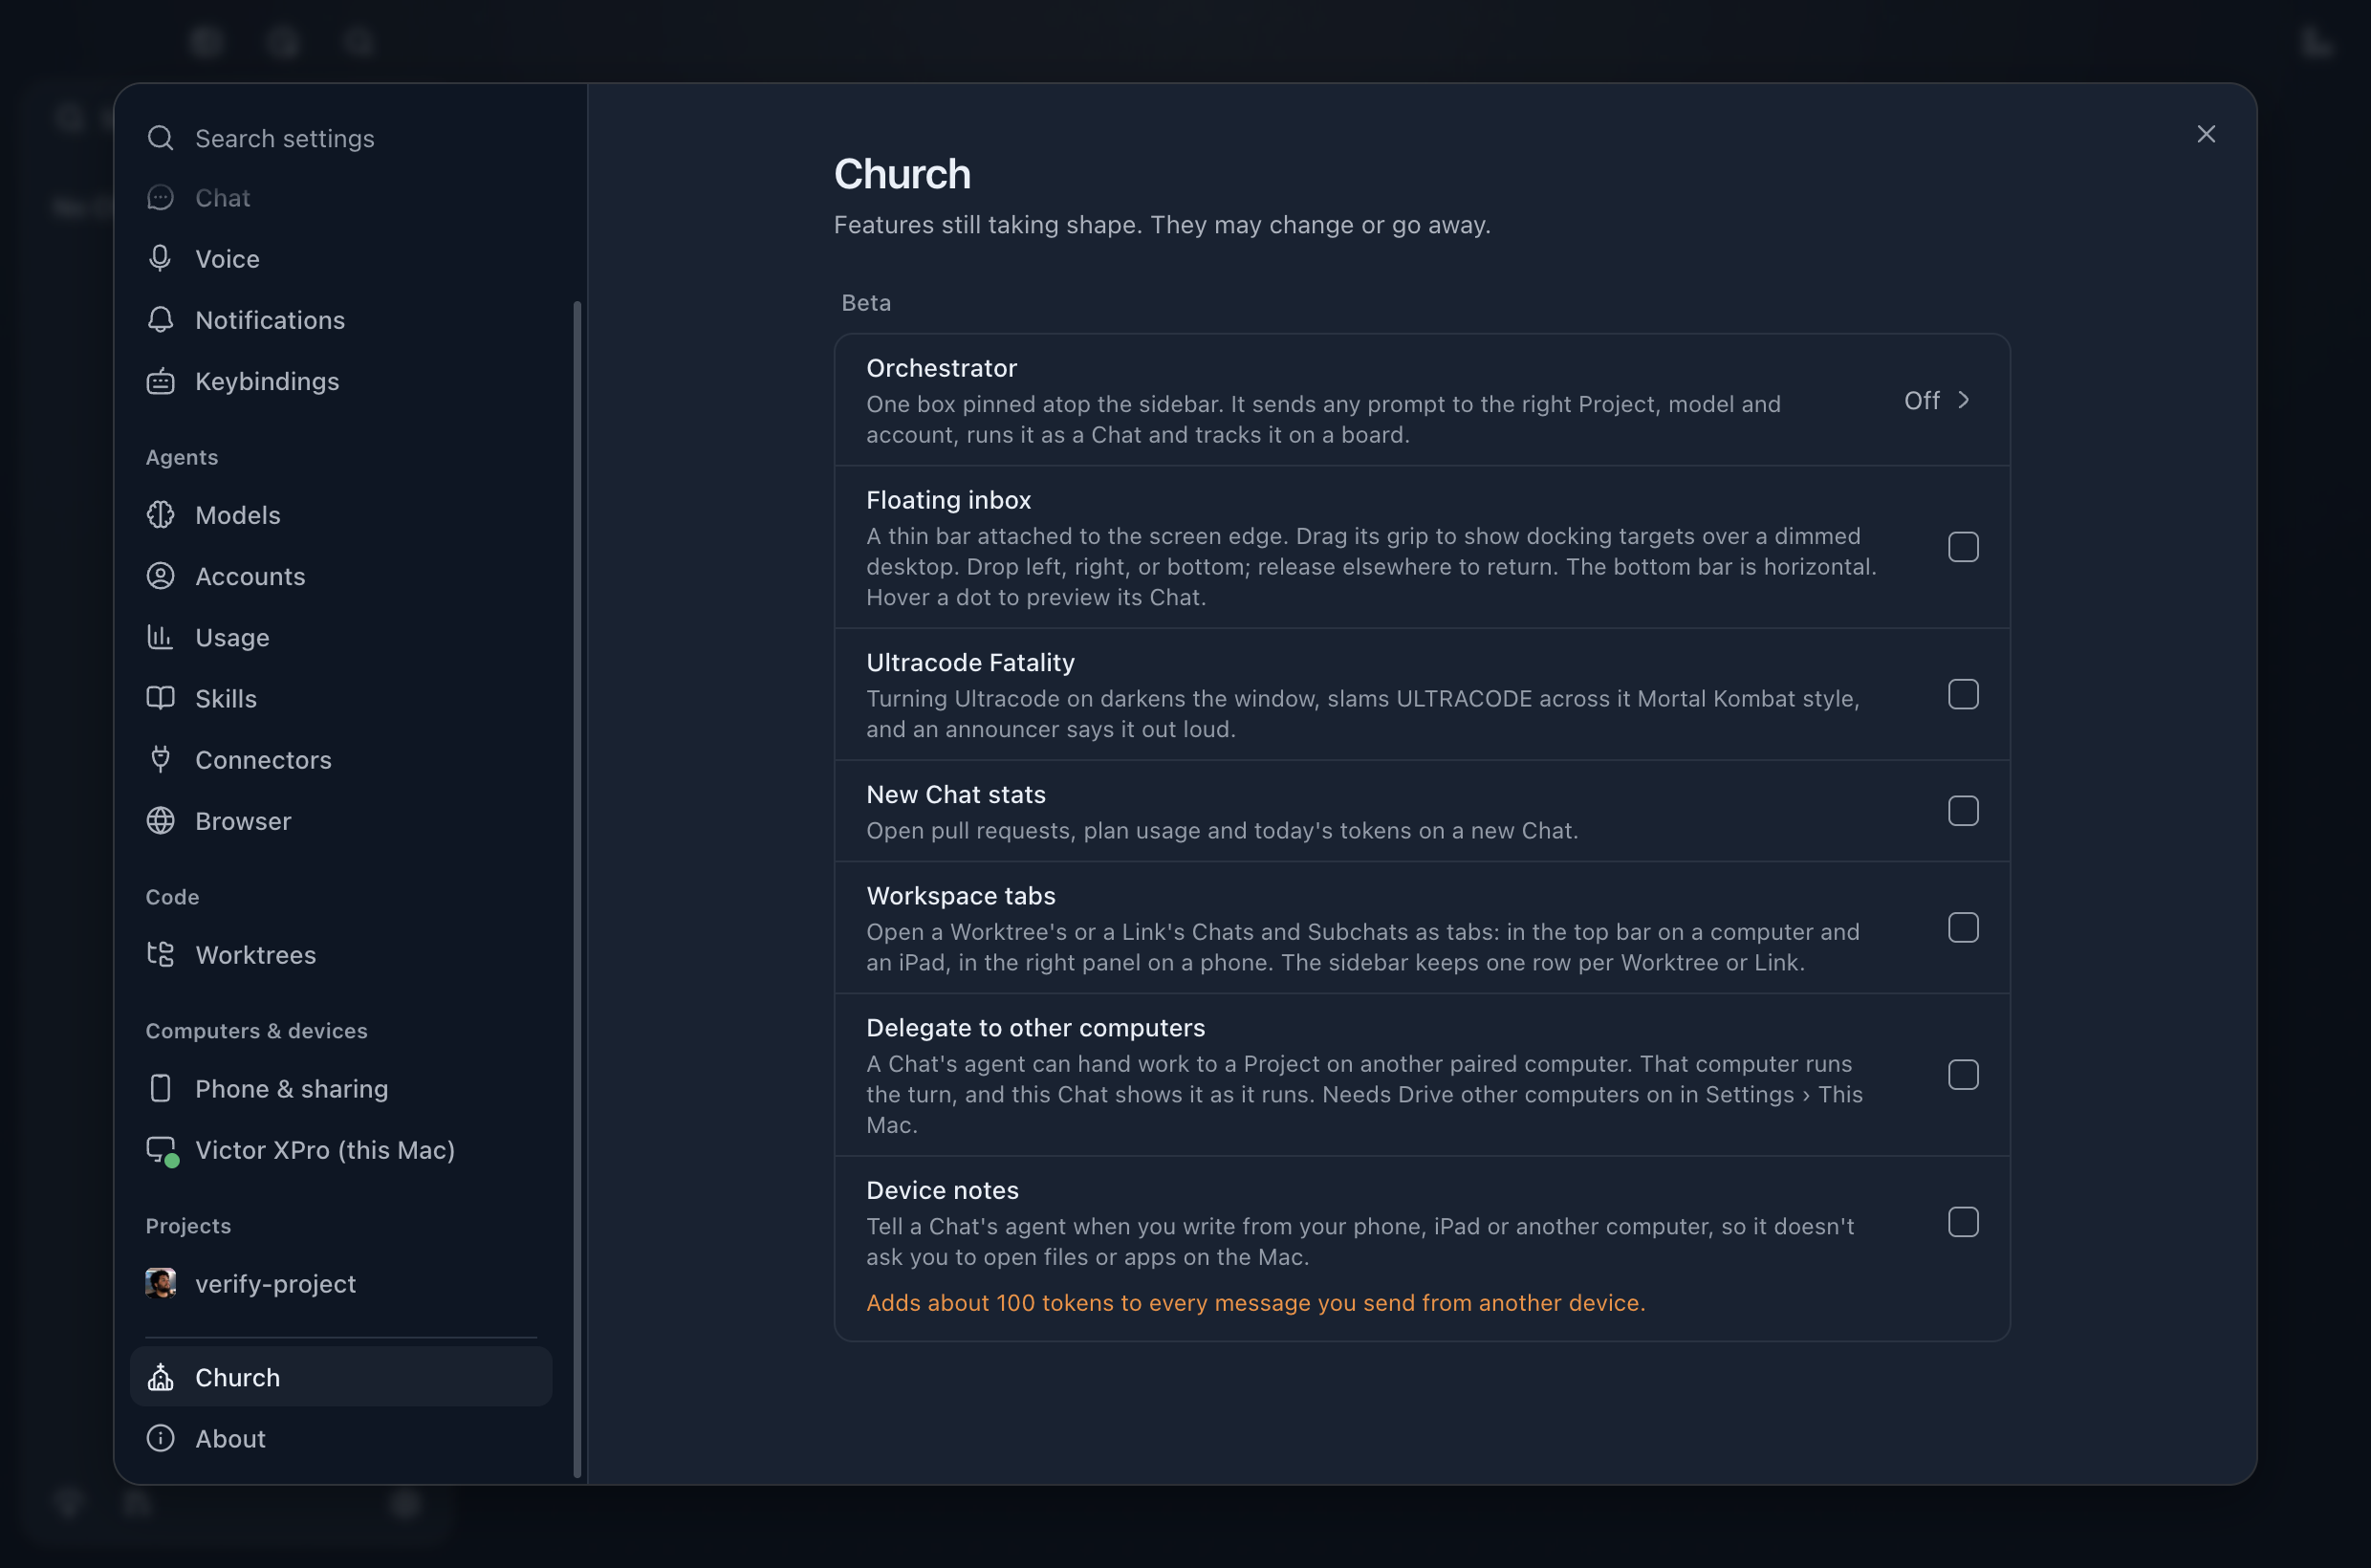 Search settings
Chat
Voice
Notifications
Keybindings
Agents
Models
Accounts
Usage
Skills
Connectors
Browser
Code
Worktrees
Computers & devices
Phone & sharing
Victor XPro (this Mac)
Projects
verify-project
Church
About
Church
Features still taking shape. They may change or go away.
Beta
Orchestrator
One box pinned atop the sidebar. It sends any prompt to the right Project, model and
account, runs it as a Chat and tracks it on a board.
Off
Floating inbox
A thin bar attached to the screen edge. Drag its grip to show docking targets over a dimmed
desktop. Drop left, right, or bottom; release elsewhere to return. The bottom bar is horizontal.
Hover a dot to preview its Chat.
Ultracode Fatality
Turning Ultracode on darkens the window, slams ULTRACODE across it Mortal Kombat style,
and an announcer says it out loud.
New Chat stats
Open pull requests, plan usage and today's tokens on a new Chat.
Workspace tabs
Open a Worktree's or a Link's Chats and Subchats as tabs: in the top bar on a computer and
an iPad, in the right panel on a phone. The sidebar keeps one row per Worktree or Link.
Delegate to other computers
A Chat's agent can hand work to a Project on another paired computer. That computer runs
the turn, and this Chat shows it as it runs. Needs Drive other computers on in Settings › This
Mac.
Device notes
Tell a Chat's agent when you write from your phone, iPad or another computer, so it doesn't
ask you to open files or apps on the Mac.
Adds about 100 tokens to every message you send from another device.